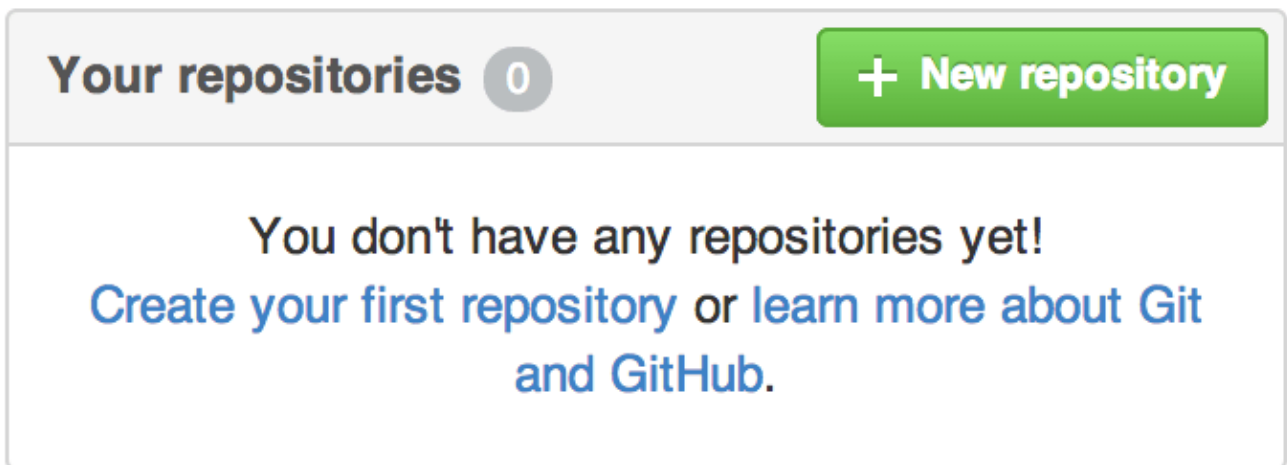 Your repositories 0 + New repository
You don't have any repositories yet!
Create your first repository or learn more about Git
and GitHub.